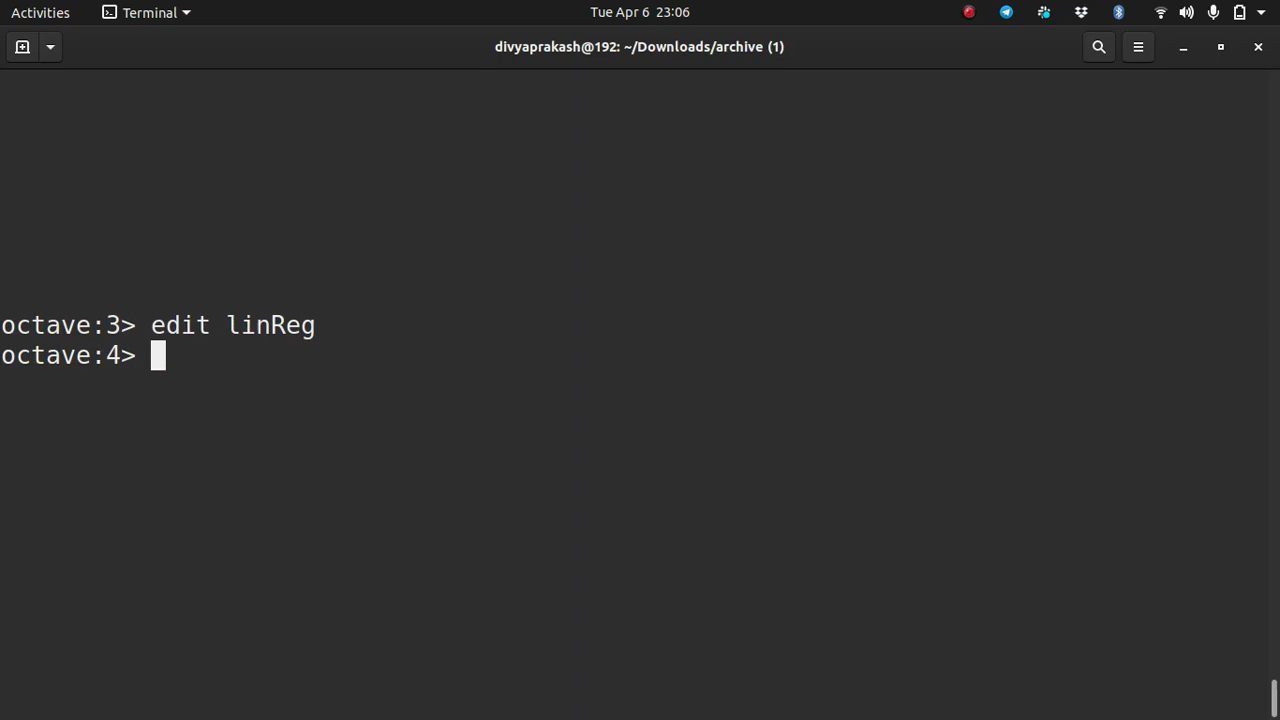 Activities Terminal Tue Apr 6 23:06
divyaprakash@192: ~/Downloads/archive (1)
octave:3> edit linReg
octave:4>